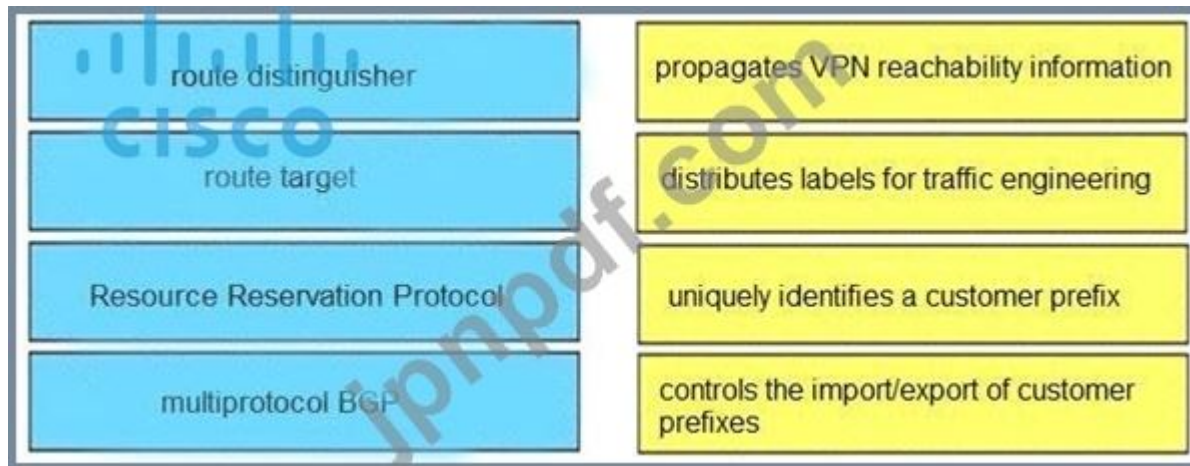 route distinguisher
CISCO
route target
Resource Reservation Protocol
multiprotocol BGP
propagates VPN reachability information
distributes labels for traffic engineering
uniquely identifies a customer prefix
controls the import/export of customer
prefixes
jpnpdf.com